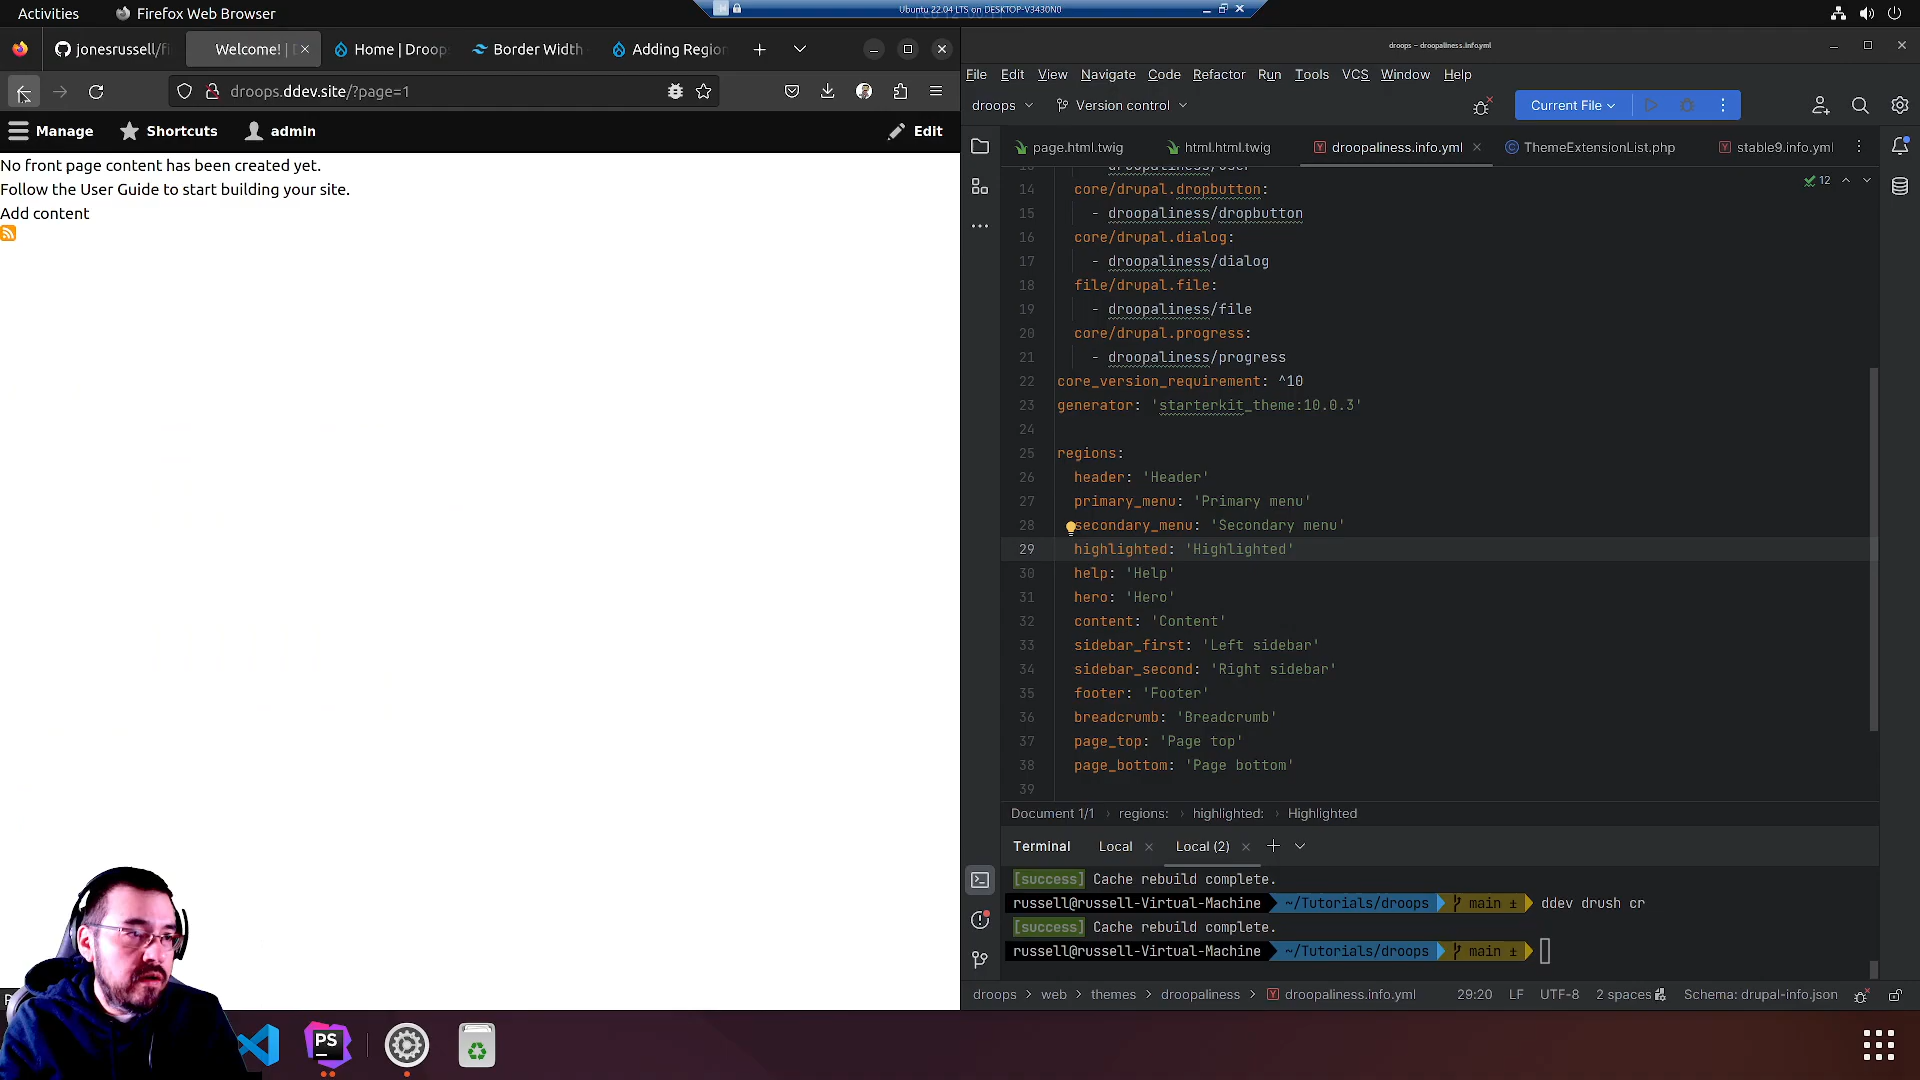 Activities
Firefox Web Browser
Ubuntu 22.04 LTS on DESKTOP-V3430N0
jonesrussell/fi
Welcome! |
Home | Droop
Border Width
Adding Region
droops.ddev.site/?page=1
Manage
Shortcuts
admin
Edit
No front page content has been created yet.
Follow the User Guide to start building your site.
Add content
droops – droopaliness.info.yml
File Edit View Navigate Code Refactor Run Tools VCS Window Help
droops
Version control
Current File
page.html.twig
html.html.twig
droopaliness.info.yml
ThemeExtensionList.php
stable9.info.yml
12
14 core/drupal.dropbutton:
15 - droopaliness/dropbutton
16 core/drupal.dialog:
17 - droopaliness/dialog
18 file/drupal.file:
19 - droopaliness/file
20 core/drupal.progress:
21 - droopaliness/progress
22 core_version_requirement: ^10
23 generator: 'starterkit_theme:10.0.3'
24
25 regions:
26 header: 'Header'
27 primary_menu: 'Primary menu'
28 secondary_menu: 'Secondary menu'
29 highlighted: 'Highlighted'
30 help: 'Help'
31 hero: 'Hero'
32 content: 'Content'
33 sidebar_first: 'Left sidebar'
34 sidebar_second: 'Right sidebar'
35 footer: 'Footer'
36 breadcrumb: 'Breadcrumb'
37 page_top: 'Page top'
38 page_bottom: 'Page bottom'
39
Document 1/1 › regions: › highlighted: › Highlighted
Terminal
Local
Local (2)
[success] Cache rebuild complete.
russell@russell-Virtual-Machine ~/Tutorials/droops main ± ddev drush cr
[success] Cache rebuild complete.
russell@russell-Virtual-Machine ~/Tutorials/droops main ±
droops › web › themes › droopaliness › droopaliness.info.yml
29:20
LF
UTF-8
2 spaces
Schema: drupal-info.json
PS